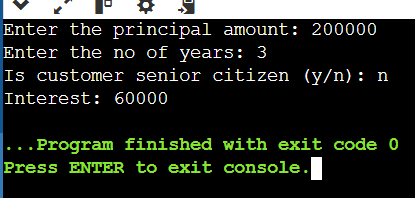 Enter the principal amount: 200000
Enter the no of years: 3
Is customer senior citizen (y/n): n
Interest: 60000
...Program finished with exit code 0
Press ENTER to exit console.